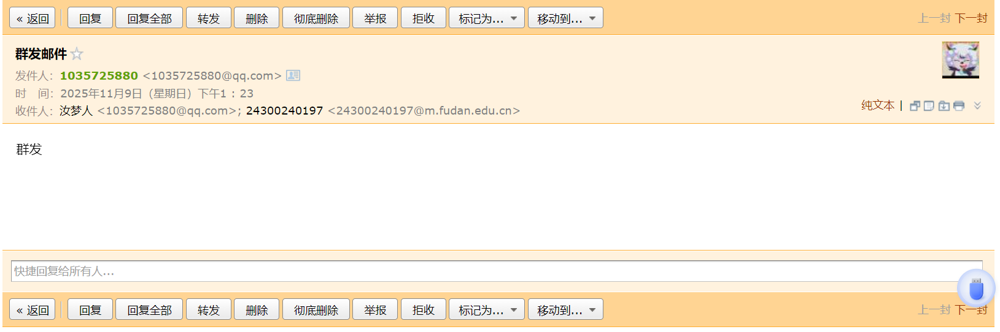 « 返回 回复 回复全部 转发 删除 彻底删除 举报 拒收 标记为... 移动到... 上一封 下一封
群发邮件
发件人：1035725880 <1035725880@qq.com>
时 间：2025年11月9日（星期日）下午1：23
收件人：汝梦人 <1035725880@qq.com>; 24300240197 <24300240197@m.fudan.edu.cn>
纯文本 |
群发
快捷回复给所有人...
« 返回 回复 回复全部 转发 删除 彻底删除 举报 拒收 标记为... 移动到... 上一封 下一封